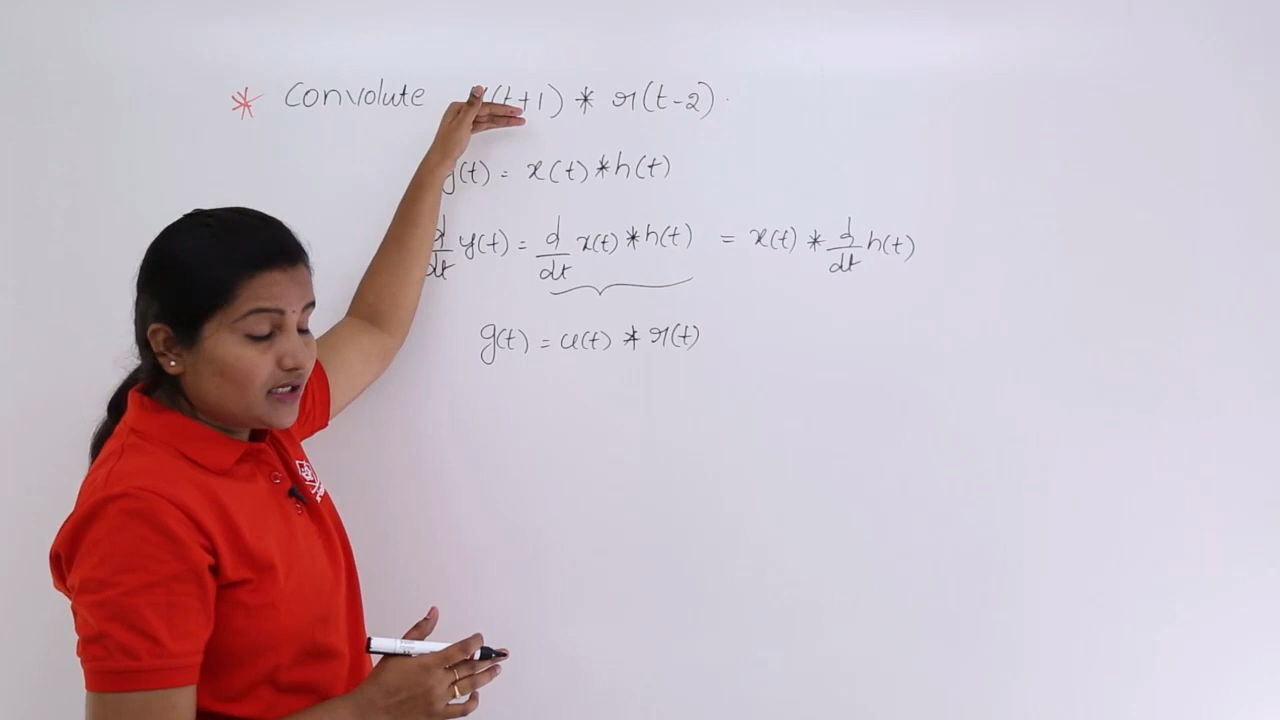 * Convolute (t+1) * r(t-2)
y(t) = x(t) * h(t)
d/dt y(t) = d/dt x(t) * h(t) = x(t) * d/dt h(t)
g(t) = u(t) * r(t)